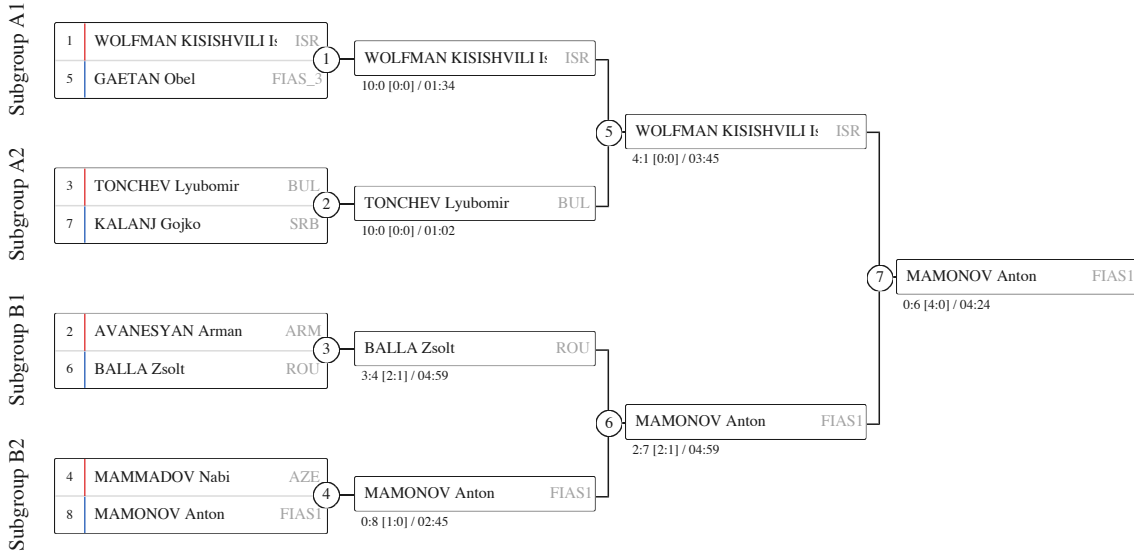 Subgroup A1
1 WOLFMAN KISISHVILI Is ISR
5 GAETAN Obel FIAS_3
1
WOLFMAN KISISHVILI Is ISR
10:0 [0:0] / 01:34
5
WOLFMAN KISISHVILI Is ISR
4:1 [0:0] / 03:45
Subgroup A2
3 TONCHEV Lyubomir BUL
7 KALANJ Gojko SRB
2
TONCHEV Lyubomir BUL
10:0 [0:0] / 01:02
7
MAMONOV Anton FIAS1
0:6 [4:0] / 04:24
Subgroup B1
2 AVANESYAN Arman ARM
6 BALLA Zsolt ROU
3
BALLA Zsolt ROU
3:4 [2:1] / 04:59
6
MAMONOV Anton FIAS1
2:7 [2:1] / 04:59
Subgroup B2
4 MAMMADOV Nabi AZE
8 MAMONOV Anton FIAS1
4
MAMONOV Anton FIAS1
0:8 [1:0] / 02:45